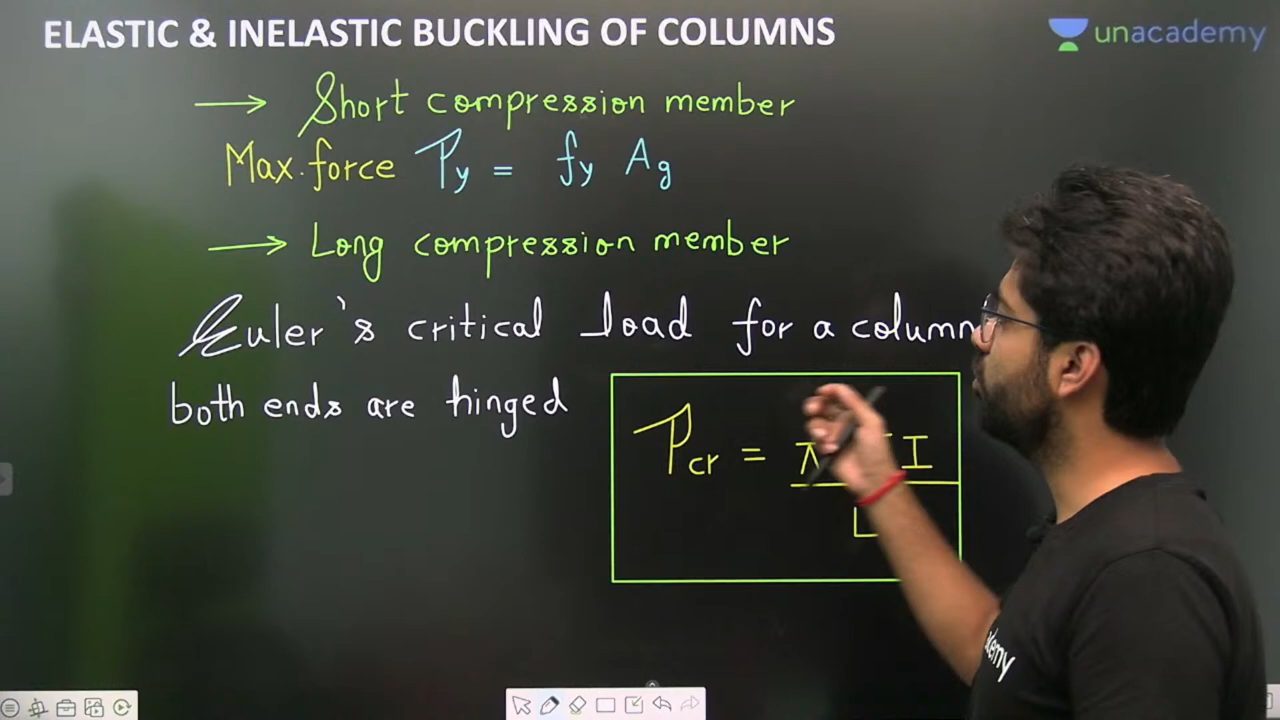 ELASTIC & INELASTIC BUCKLING OF COLUMNS
unacademy
→ Short compression member
Max. force Py = fy Ag
→ Long compression member
Euler's critical load for a column
both ends are hinged
Pcr = π I
L
demy